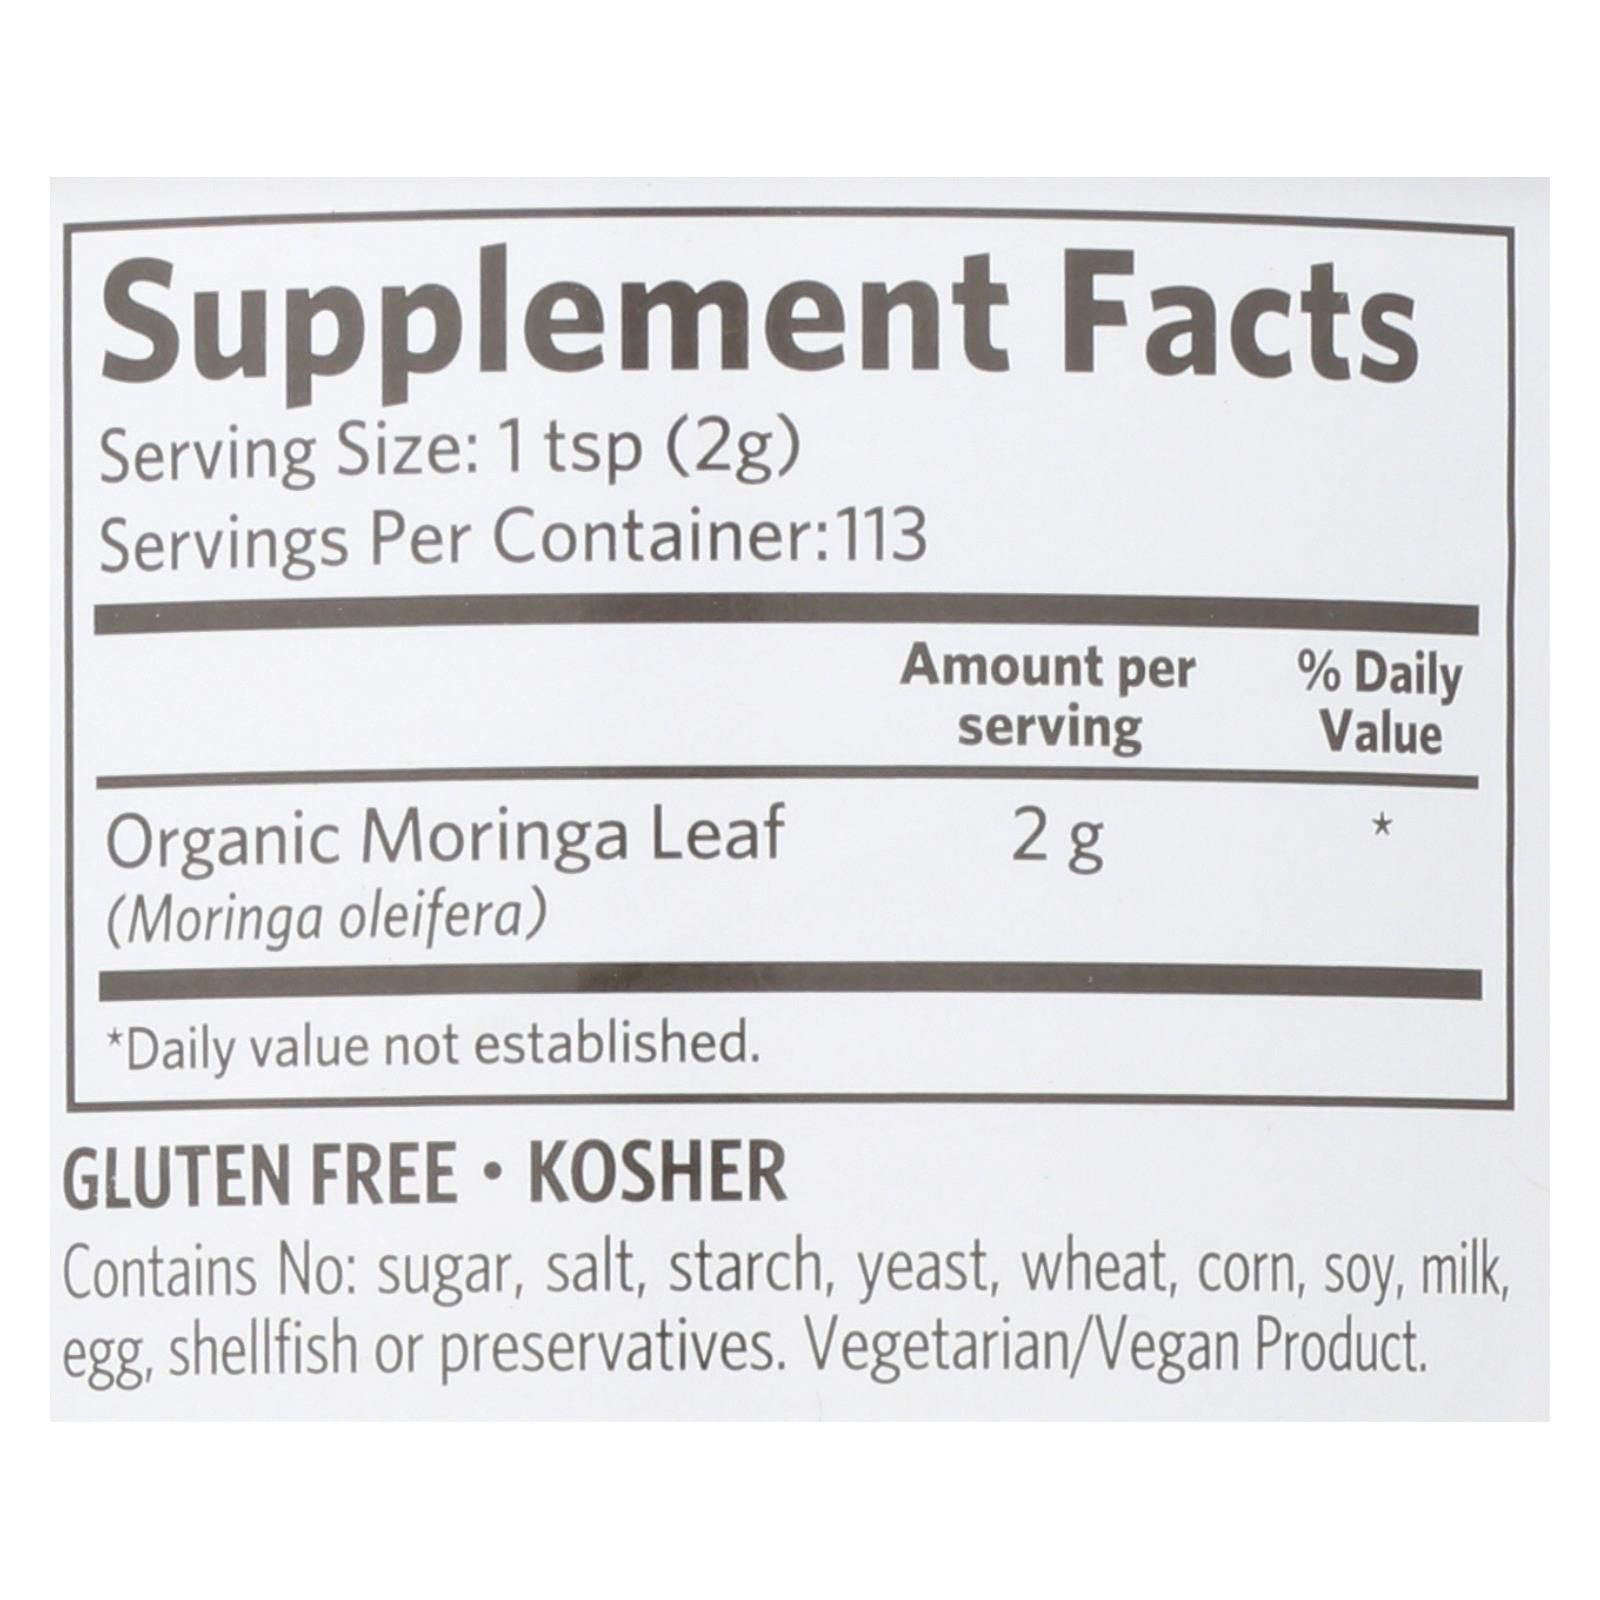 Supplement Facts
Serving Size: 1 tsp (2g)
Servings Per Container:113
Amount per serving % Daily Value
Organic Moringa Leaf 2 g *
(Moringa oleifera)
*Daily value not established.
GLUTEN FREE • KOSHER
Contains No: sugar, salt, starch, yeast, wheat, corn, soy, milk,
egg, shellfish or preservatives. Vegetarian/Vegan Product.